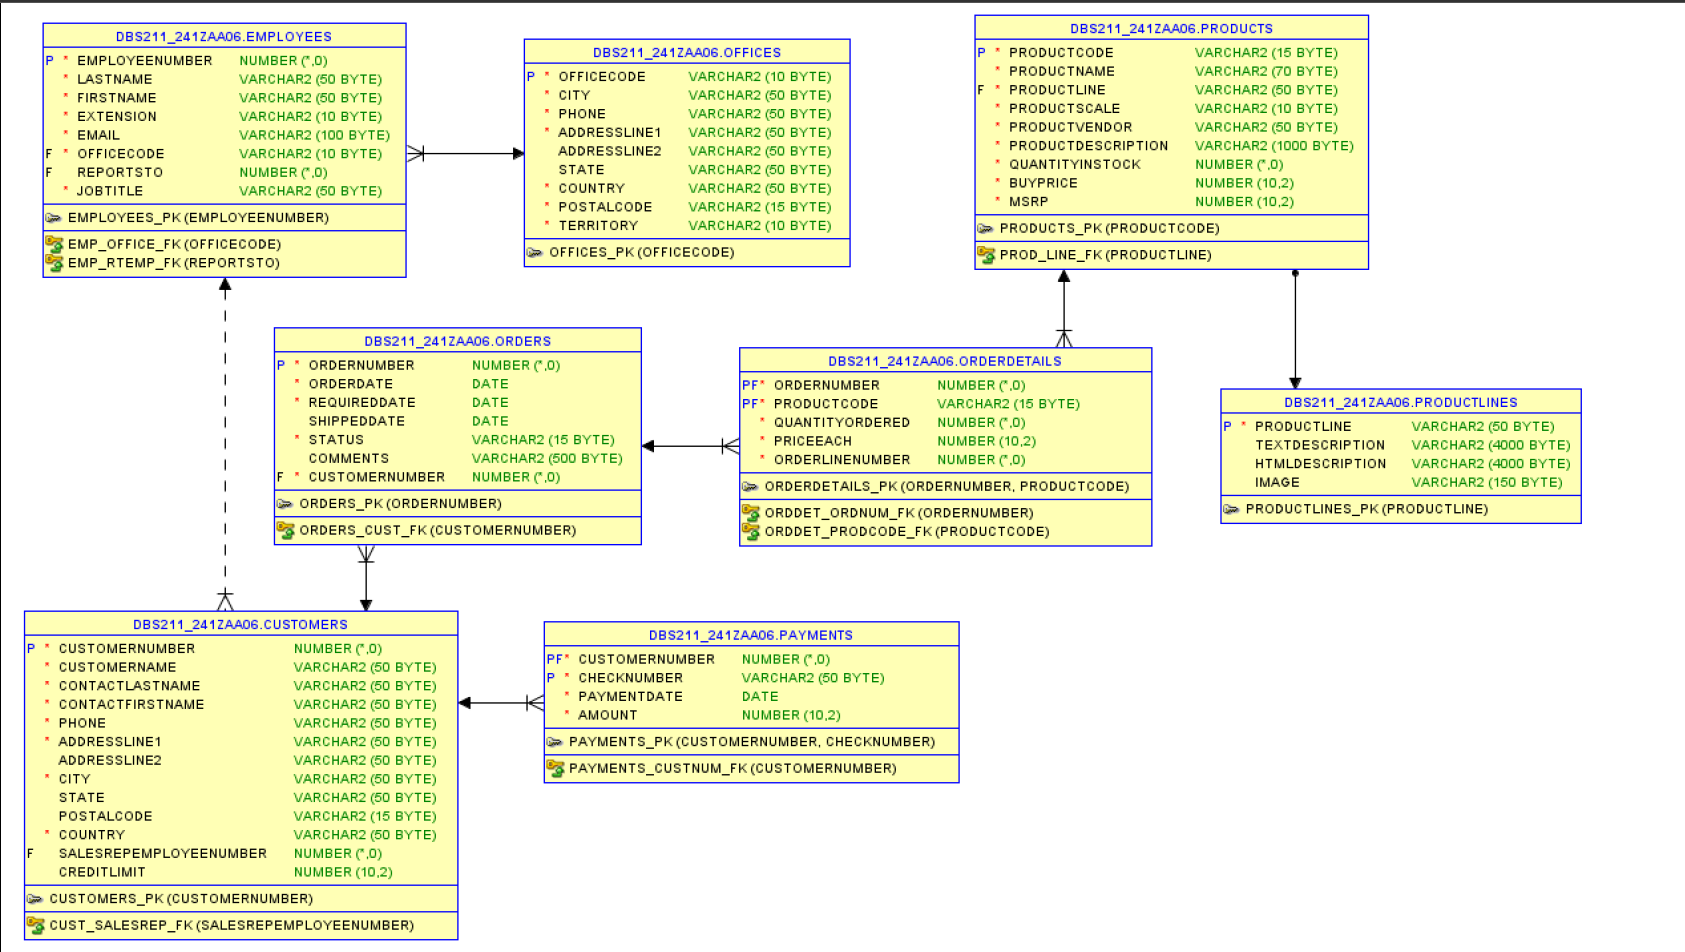 DBS211_241ZAA06.EMPLOYEES
P * EMPLOYEENUMBER NUMBER (*,0)
* LASTNAME VARCHAR2 (50 BYTE)
* FIRSTNAME VARCHAR2 (50 BYTE)
* EXTENSION VARCHAR2 (10 BYTE)
* EMAIL VARCHAR2 (100 BYTE)
F * OFFICECODE VARCHAR2 (10 BYTE)
F REPORTSTO NUMBER (*,0)
* JOBTITLE VARCHAR2 (50 BYTE)
EMPLOYEES_PK (EMPLOYEENUMBER)
EMP_OFFICE_FK (OFFICECODE)
EMP_RTEMP_FK (REPORTSTO)
DBS211_241ZAA06.OFFICES
P * OFFICECODE VARCHAR2 (10 BYTE)
* CITY VARCHAR2 (50 BYTE)
* PHONE VARCHAR2 (50 BYTE)
* ADDRESSLINE1 VARCHAR2 (50 BYTE)
ADDRESSLINE2 VARCHAR2 (50 BYTE)
STATE VARCHAR2 (50 BYTE)
* COUNTRY VARCHAR2 (50 BYTE)
* POSTALCODE VARCHAR2 (15 BYTE)
* TERRITORY VARCHAR2 (10 BYTE)
OFFICES_PK (OFFICECODE)
DBS211_241ZAA06.PRODUCTS
P * PRODUCTCODE VARCHAR2 (15 BYTE)
* PRODUCTNAME VARCHAR2 (70 BYTE)
F * PRODUCTLINE VARCHAR2 (50 BYTE)
* PRODUCTSCALE VARCHAR2 (10 BYTE)
* PRODUCTVENDOR VARCHAR2 (50 BYTE)
* PRODUCTDESCRIPTION VARCHAR2 (1000 BYTE)
* QUANTITYINSTOCK NUMBER (*,0)
* BUYPRICE NUMBER (10,2)
* MSRP NUMBER (10,2)
PRODUCTS_PK (PRODUCTCODE)
PROD_LINE_FK (PRODUCTLINE)
DBS211_241ZAA06.ORDERS
P * ORDERNUMBER NUMBER (*,0)
* ORDERDATE DATE
* REQUIREDDATE DATE
SHIPPEDDATE DATE
* STATUS VARCHAR2 (15 BYTE)
COMMENTS VARCHAR2 (500 BYTE)
F * CUSTOMERNUMBER NUMBER (*,0)
ORDERS_PK (ORDERNUMBER)
ORDERS_CUST_FK (CUSTOMERNUMBER)
DBS211_241ZAA06.ORDERDETAILS
PF* ORDERNUMBER NUMBER (*,0)
PF* PRODUCTCODE VARCHAR2 (15 BYTE)
* QUANTITYORDERED NUMBER (*,0)
* PRICEEACH NUMBER (10,2)
* ORDERLINENUMBER NUMBER (*,0)
ORDERDETAILS_PK (ORDERNUMBER, PRODUCTCODE)
ORDDET_ORDNUM_FK (ORDERNUMBER)
ORDDET_PRODCODE_FK (PRODUCTCODE)
DBS211_241ZAA06.PRODUCTLINES
P * PRODUCTLINE VARCHAR2 (50 BYTE)
TEXTDESCRIPTION VARCHAR2 (4000 BYTE)
HTMLDESCRIPTION VARCHAR2 (4000 BYTE)
IMAGE VARCHAR2 (150 BYTE)
PRODUCTLINES_PK (PRODUCTLINE)
DBS211_241ZAA06.CUSTOMERS
P * CUSTOMERNUMBER NUMBER (*,0)
* CUSTOMERNAME VARCHAR2 (50 BYTE)
* CONTACTLASTNAME VARCHAR2 (50 BYTE)
* CONTACTFIRSTNAME VARCHAR2 (50 BYTE)
* PHONE VARCHAR2 (50 BYTE)
* ADDRESSLINE1 VARCHAR2 (50 BYTE)
ADDRESSLINE2 VARCHAR2 (50 BYTE)
* CITY VARCHAR2 (50 BYTE)
STATE VARCHAR2 (50 BYTE)
POSTALCODE VARCHAR2 (15 BYTE)
* COUNTRY VARCHAR2 (50 BYTE)
F SALESREPEMPLOYEENUMBER NUMBER (*,0)
CREDITLIMIT NUMBER (10,2)
CUSTOMERS_PK (CUSTOMERNUMBER)
CUST_SALESREP_FK (SALESREPEMPLOYEENUMBER)
DBS211_241ZAA06.PAYMENTS
PF* CUSTOMERNUMBER NUMBER (*,0)
P * CHECKNUMBER VARCHAR2 (50 BYTE)
* PAYMENTDATE DATE
* AMOUNT NUMBER (10,2)
PAYMENTS_PK (CUSTOMERNUMBER, CHECKNUMBER)
PAYMENTS_CUSTNUM_FK (CUSTOMERNUMBER)